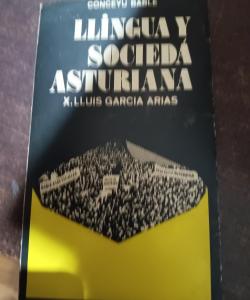 CONCEYU BABLE
LLINGUA Y
SOCIEDÁ
ASTURIANA
X. LLUIS GARCIA ARIAS